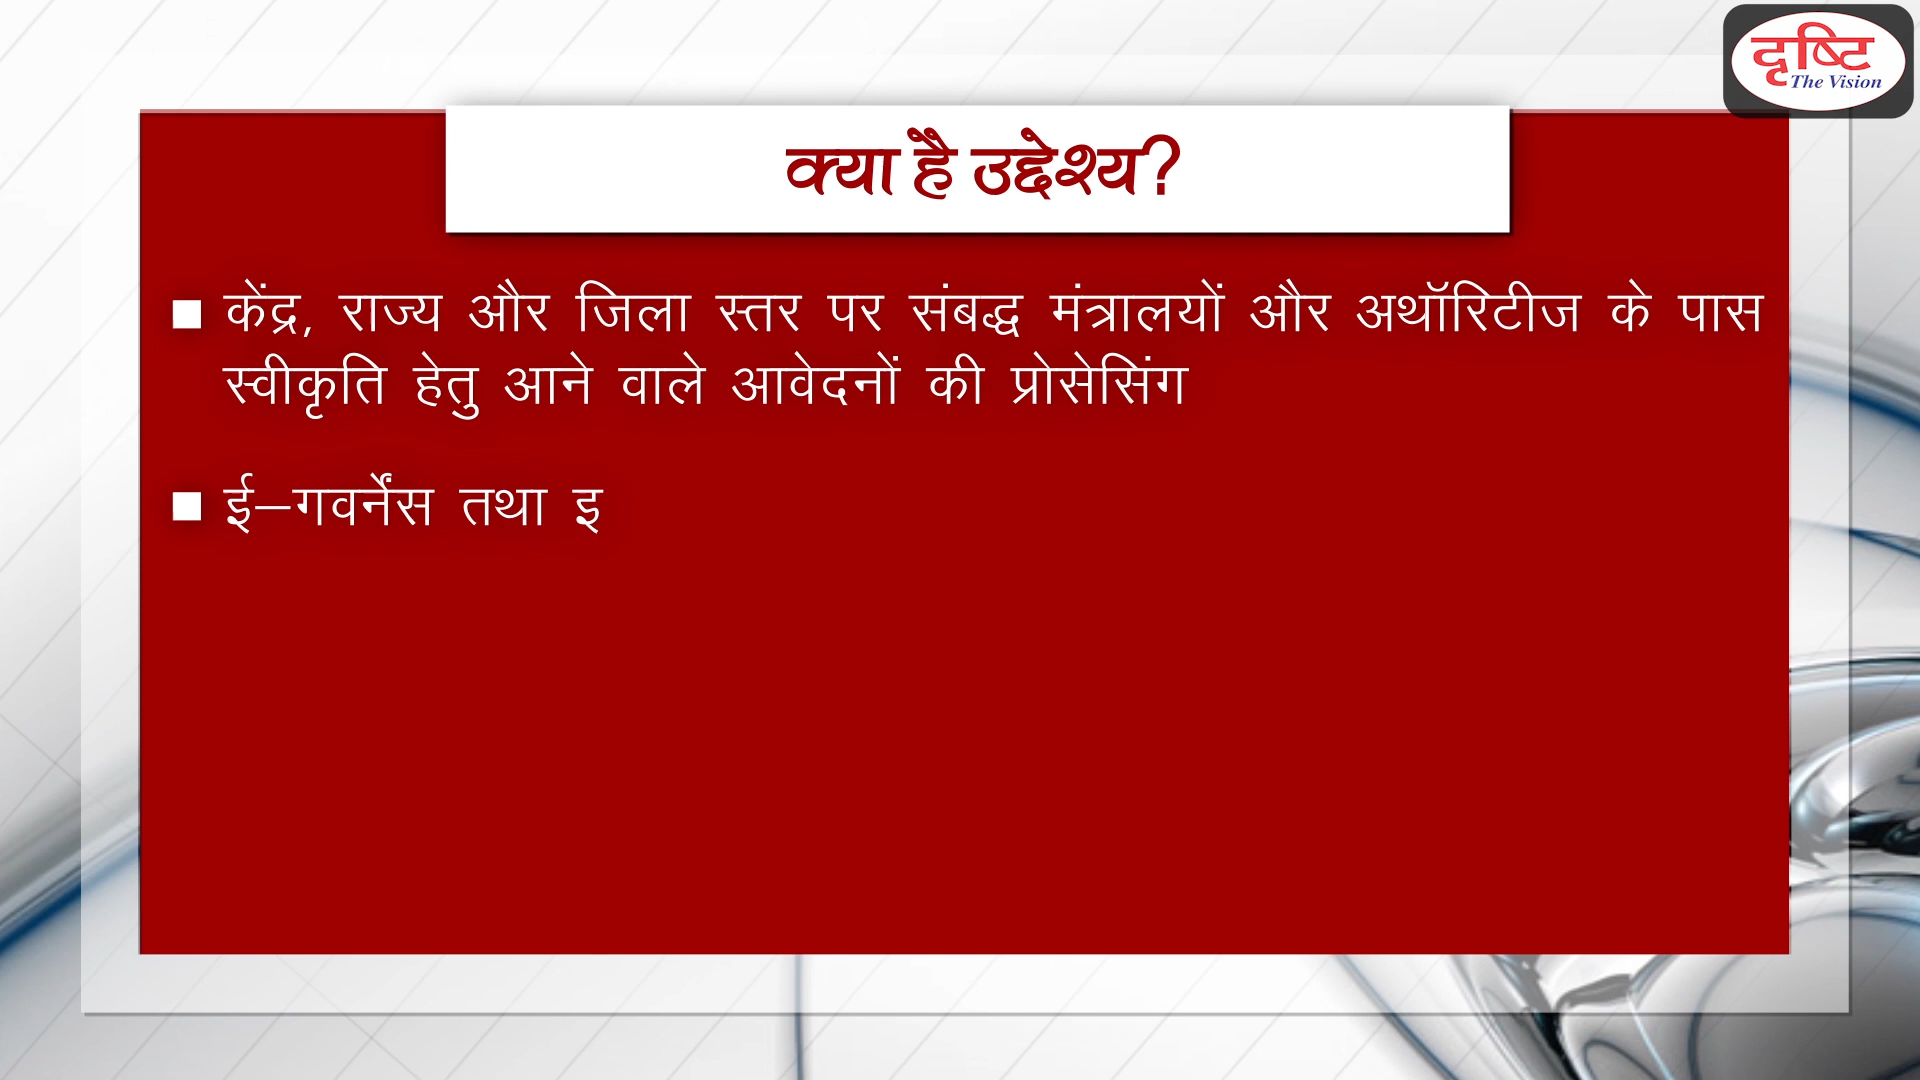 दृष्टि
The Vision
क्या है उद्देश्य?
■ केंद्र, राज्य और जिला स्तर पर संबद्ध मंत्रालयों और अथॉरिटीज के पास
स्वीकृति हेतु आने वाले आवेदनों की प्रोसेसिंग
■ ई–गवर्नेंस तथा इ